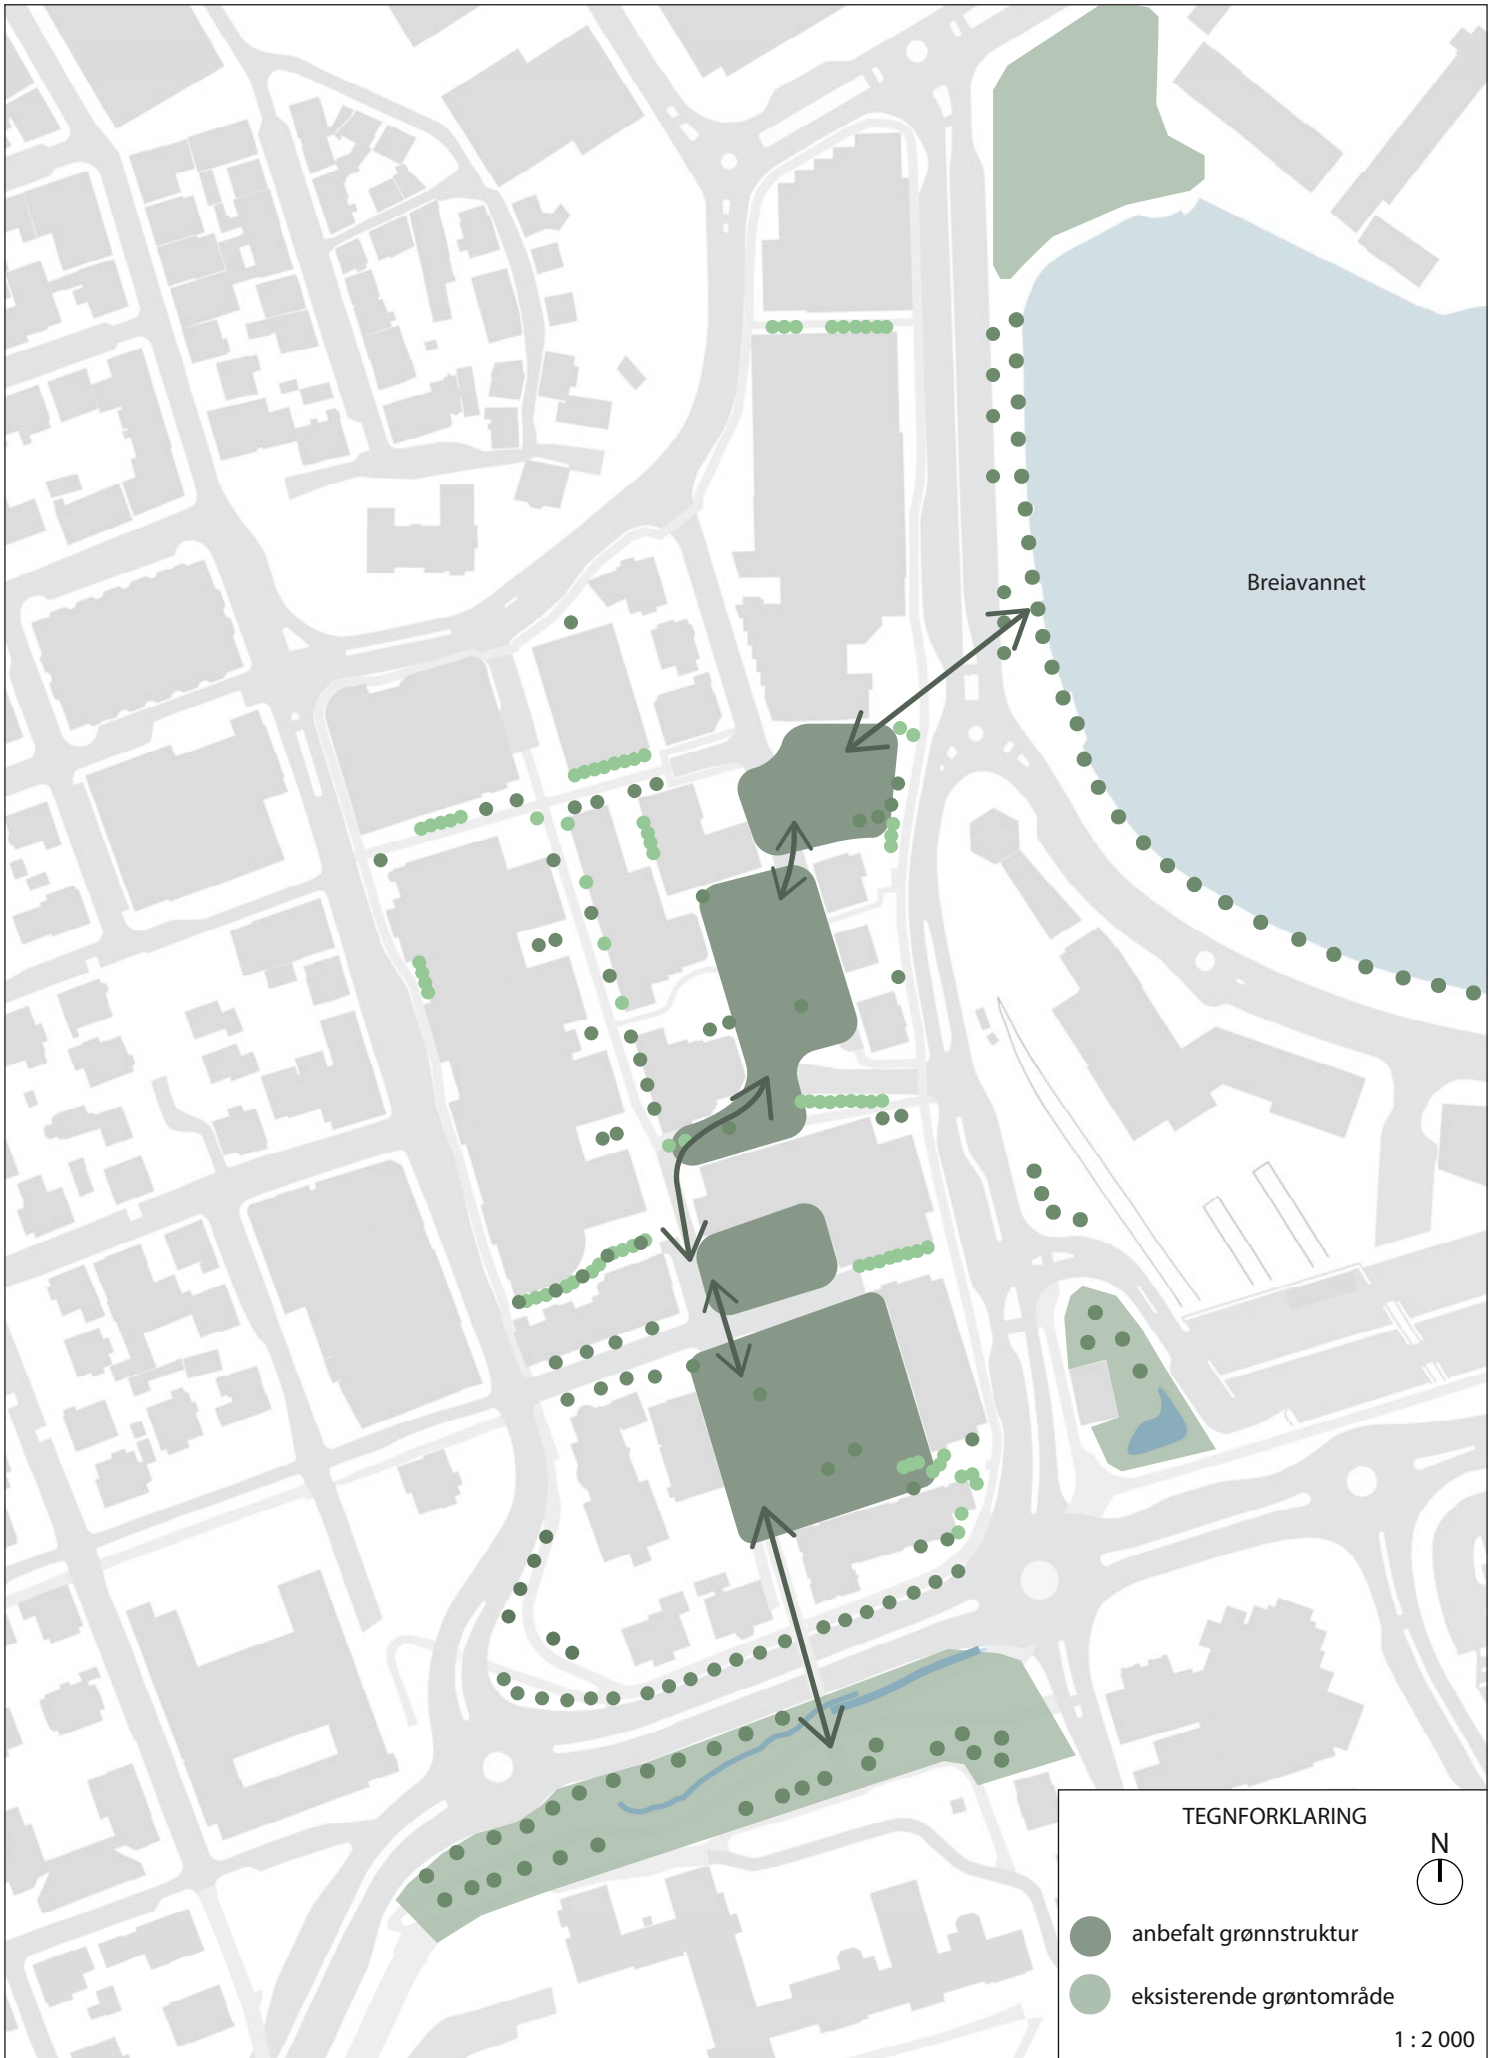 Breiavannet
TEGNFORKLARING
N
anbefalt grønnstruktur
eksisterende grøntområde
1 : 2 000